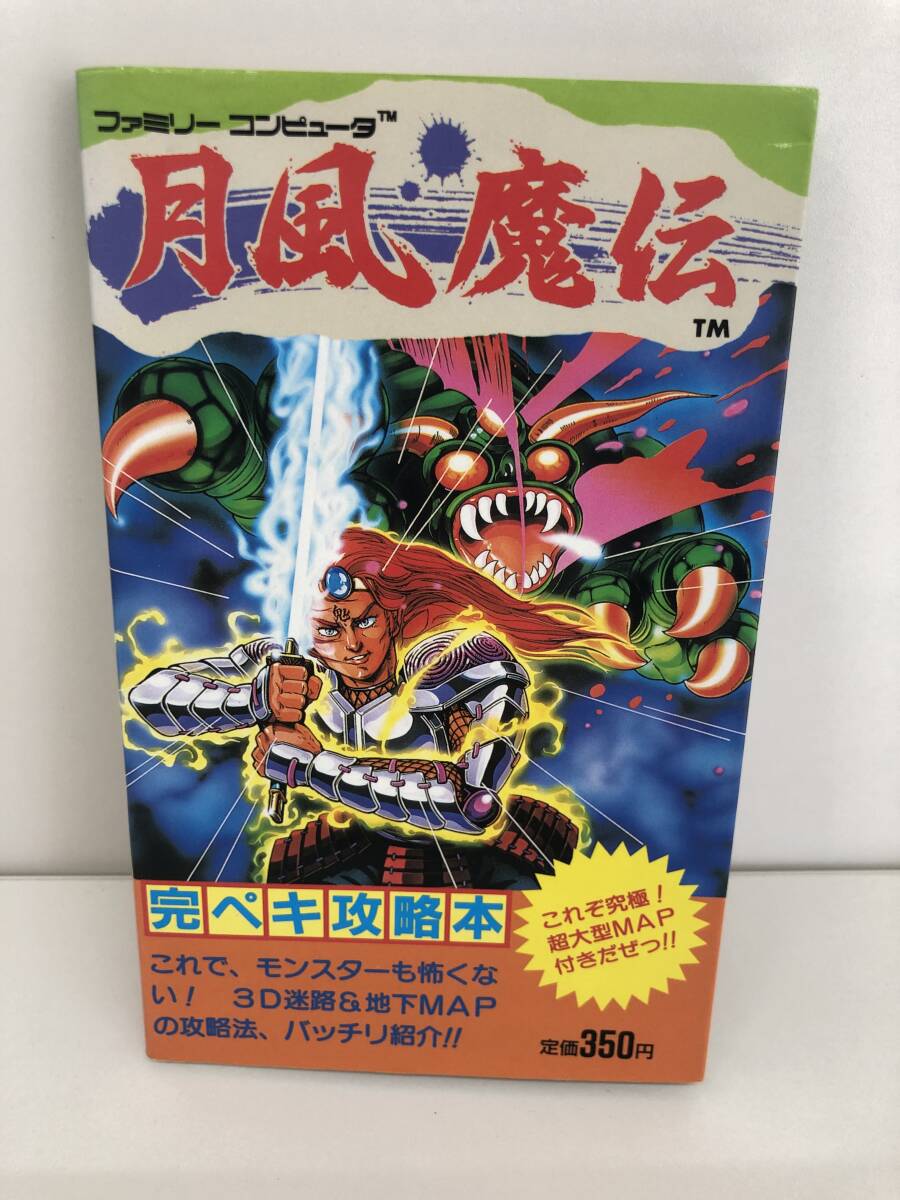 ファミリー コンピュータ™
月風魔伝
TM
完ペキ攻略本
これぞ究極!
超大型MAP
付きだぜっ!!
これで、モンスターも怖くな
い! 3D迷路&地下MAP
の攻略法、バッチリ紹介!!
定価350円